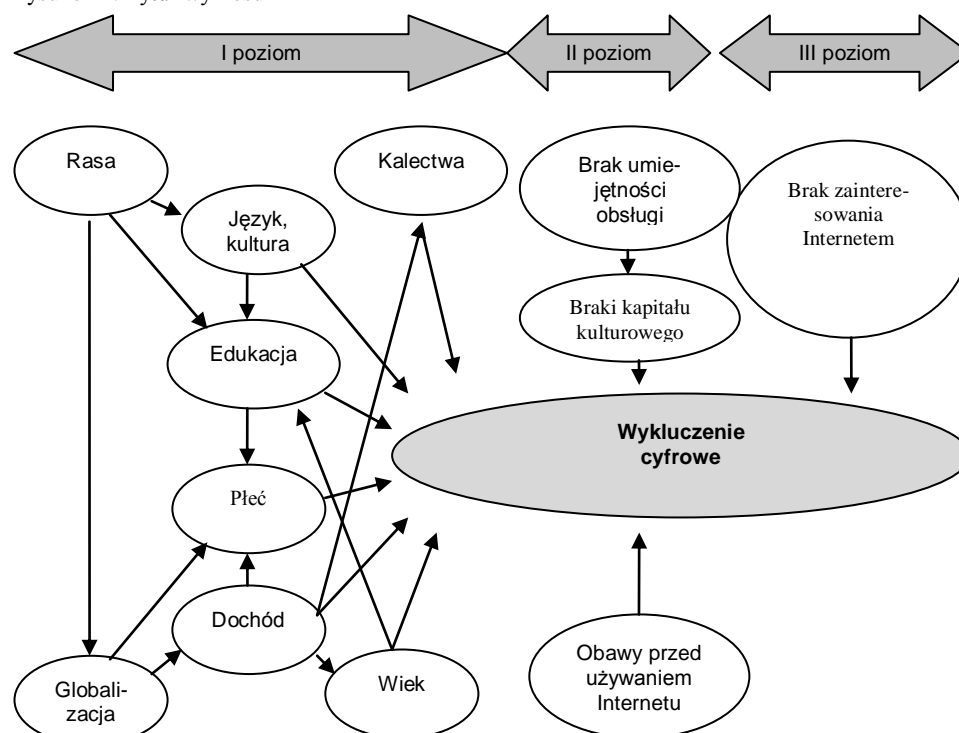 I poziom
II poziom
III poziom
Rasa
Kalectwa
Brak umie-
jętności
obsługi
Brak zaintere-
sowania
Internetem
Język,
kultura
Braki kapitału
kulturowego
Edukacja
Wykluczenie
cyfrowe
Płeć
Dochód
Globali-
zacja
Wiek
Obawy przed
używaniem
Internetu